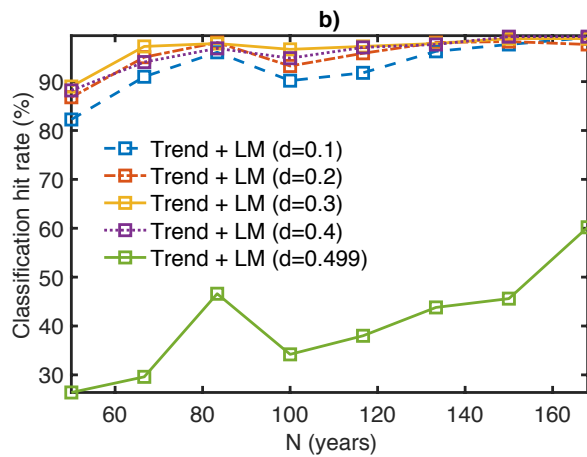 b)
Classification hit rate (%)
90
80
70
60
50
40
30
Trend + LM (d=0.1)
Trend + LM (d=0.2)
Trend + LM (d=0.3)
Trend + LM (d=0.4)
Trend + LM (d=0.499)
60 80 100 120 140 160
N (years)